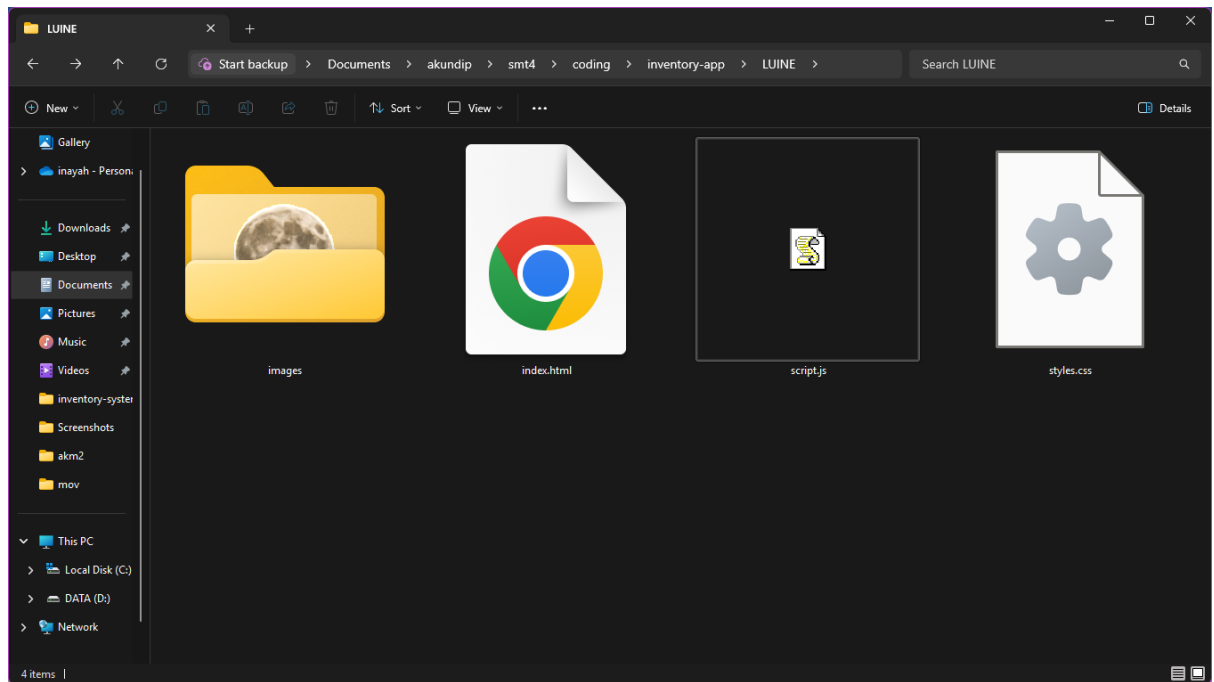 LUINE
Start backup > Documents > akundip > smt4 > coding > inventory-app > LUINE >
Search LUINE
New
Sort
View
Details
Gallery
inayah - Persona
Downloads
Desktop
Documents
Pictures
Music
Videos
inventory-syster
Screenshots
akm2
mov
This PC
Local Disk (C:)
DATA (D:)
Network
images
index.html
script.js
styles.css
4 items